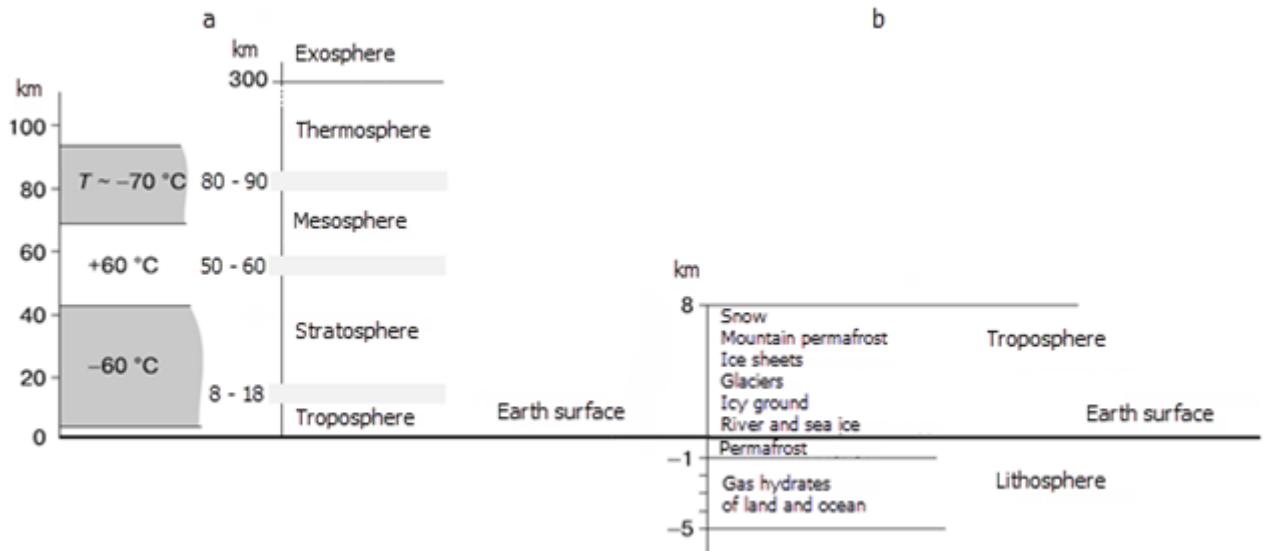 a
km
100
80
60
40
20
0
T ~ −70 °C
+60 °C
−60 °C
km
300
80 - 90
50 - 60
8 - 18
Exosphere
Thermosphere
Mesosphere
Stratosphere
Troposphere
Earth surface
b
km
8
−1
−5
Snow
Mountain permafrost
Ice sheets
Glaciers
Icy ground
River and sea ice
Permafrost
Gas hydrates
of land and ocean
Troposphere
Earth surface
Lithosphere